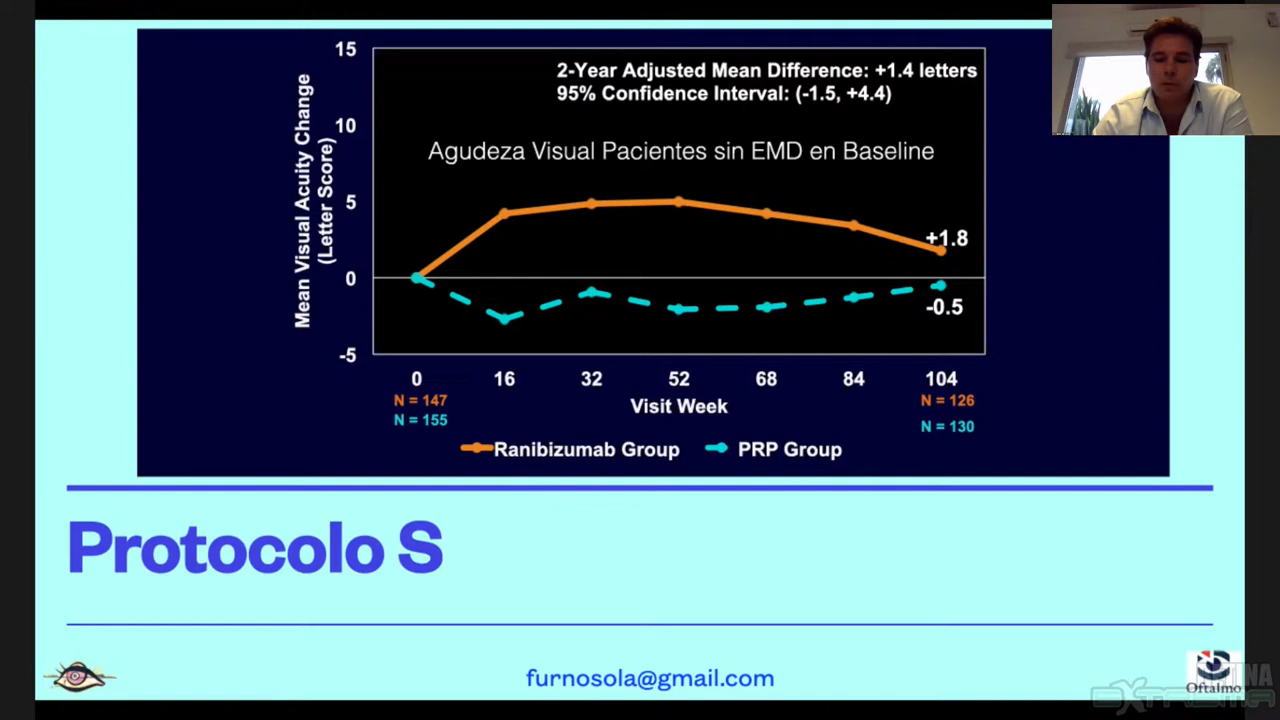 15
2-Year Adjusted Mean Difference: +1.4 letters
95% Confidence Interval: (-1.5, +4.4)
Mean Visual Acuity Change
(Letter Score)
10
Agudeza Visual Pacientes sin EMD en Baseline
5
+1.8
0
-0.5
-5
0 16 32 52 68 84 104
N = 147 N = 126
N = 155 N = 130
Visit Week
Ranibizumab Group PRP Group
Protocolo S
furnosola@gmail.com
Oftalmo
RETINA
EXTREMA